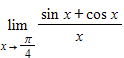 lim x→π/4 (sin x + cos x)/x